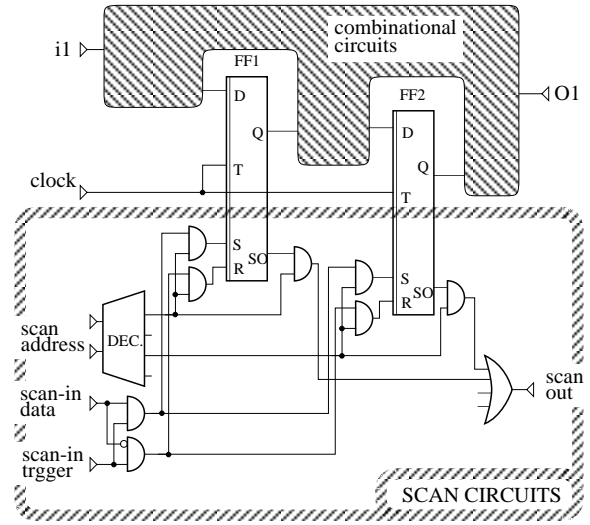 combinational
circuits
i1
FF1
FF2
D
O1
D
Q
Q
T
clock
T
S
SO
R
S
SO
R
scan
address
DEC.
scan-in
data
scan
out
scan-in
trgger
SCAN CIRCUITS